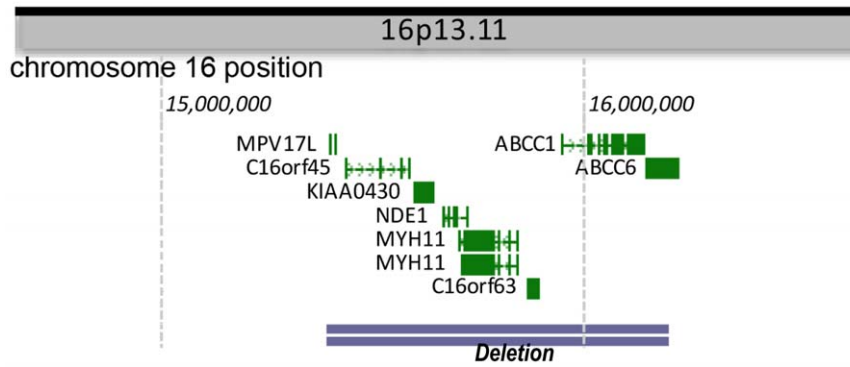 16p13.11
chromosome 16 position
15,000,000
16,000,000
MPV17L
ABCC1
C16orf45
ABCC6
KIAA0430
NDE1
MYH11
MYH11
C16orf63
Deletion